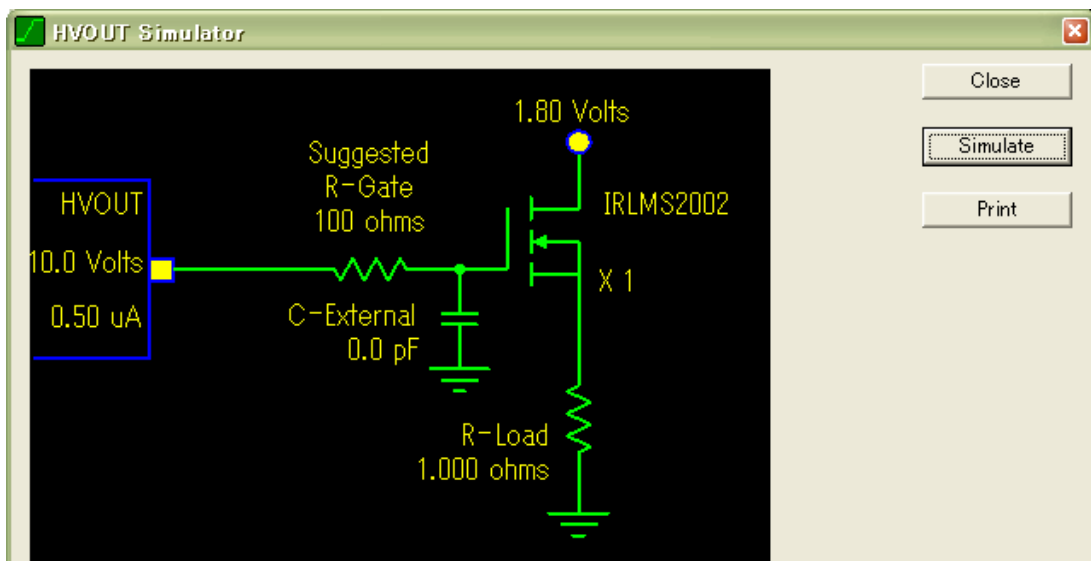 HVOUT Simulator
Close
Simulate
Print
1.80 Volts
Suggested
R-Gate
100 ohms
HVOUT
10.0 Volts
0.50 uA
IRLMS2002
X 1
C-External
0.0 pF
R-Load
1.000 ohms